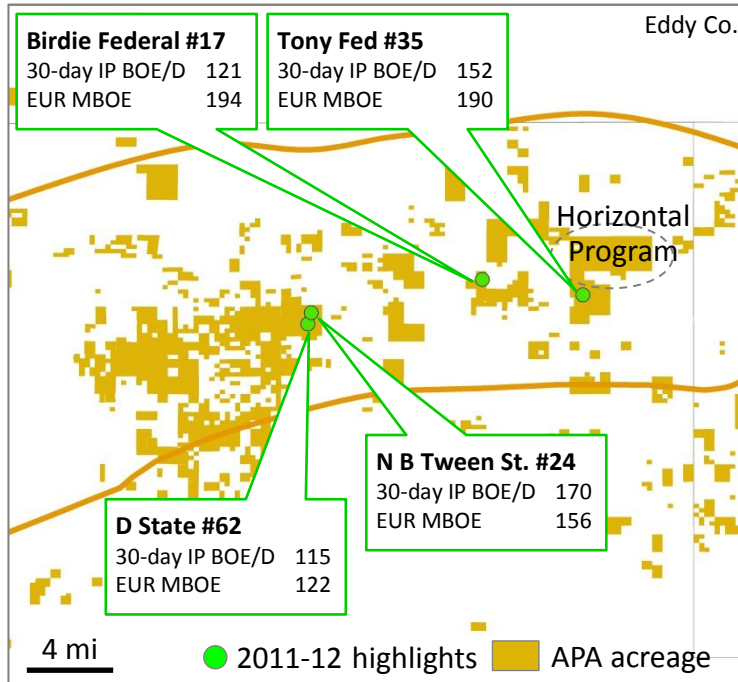 Eddy Co.
Birdie Federal #17
30-day IP BOE/D 121
EUR MBOE 194
Tony Fed #35
30-day IP BOE/D 152
EUR MBOE 190
Horizontal
Program
N B Tween St. #24
30-day IP BOE/D 170
EUR MBOE 156
D State #62
30-day IP BOE/D 115
EUR MBOE 122
4 mi
2011-12 highlights
APA acreage